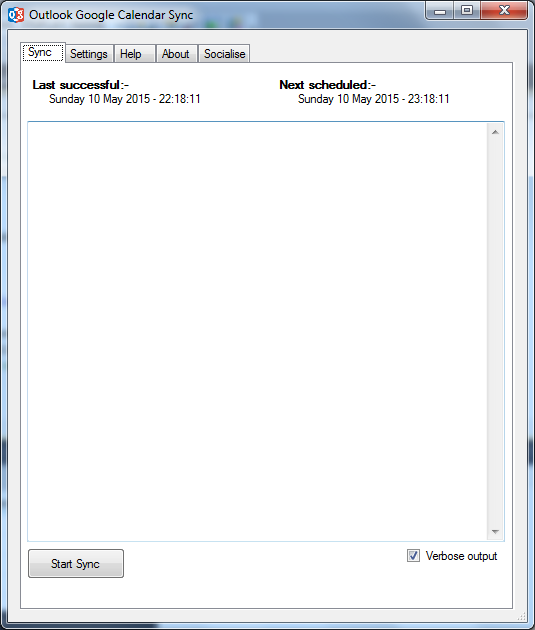 Outlook Google Calendar Sync
Sync Settings Help About Socialise
Last successful:- Next scheduled:-
Sunday 10 May 2015 - 22:18:11 Sunday 10 May 2015 - 23:18:11
Start Sync Verbose output